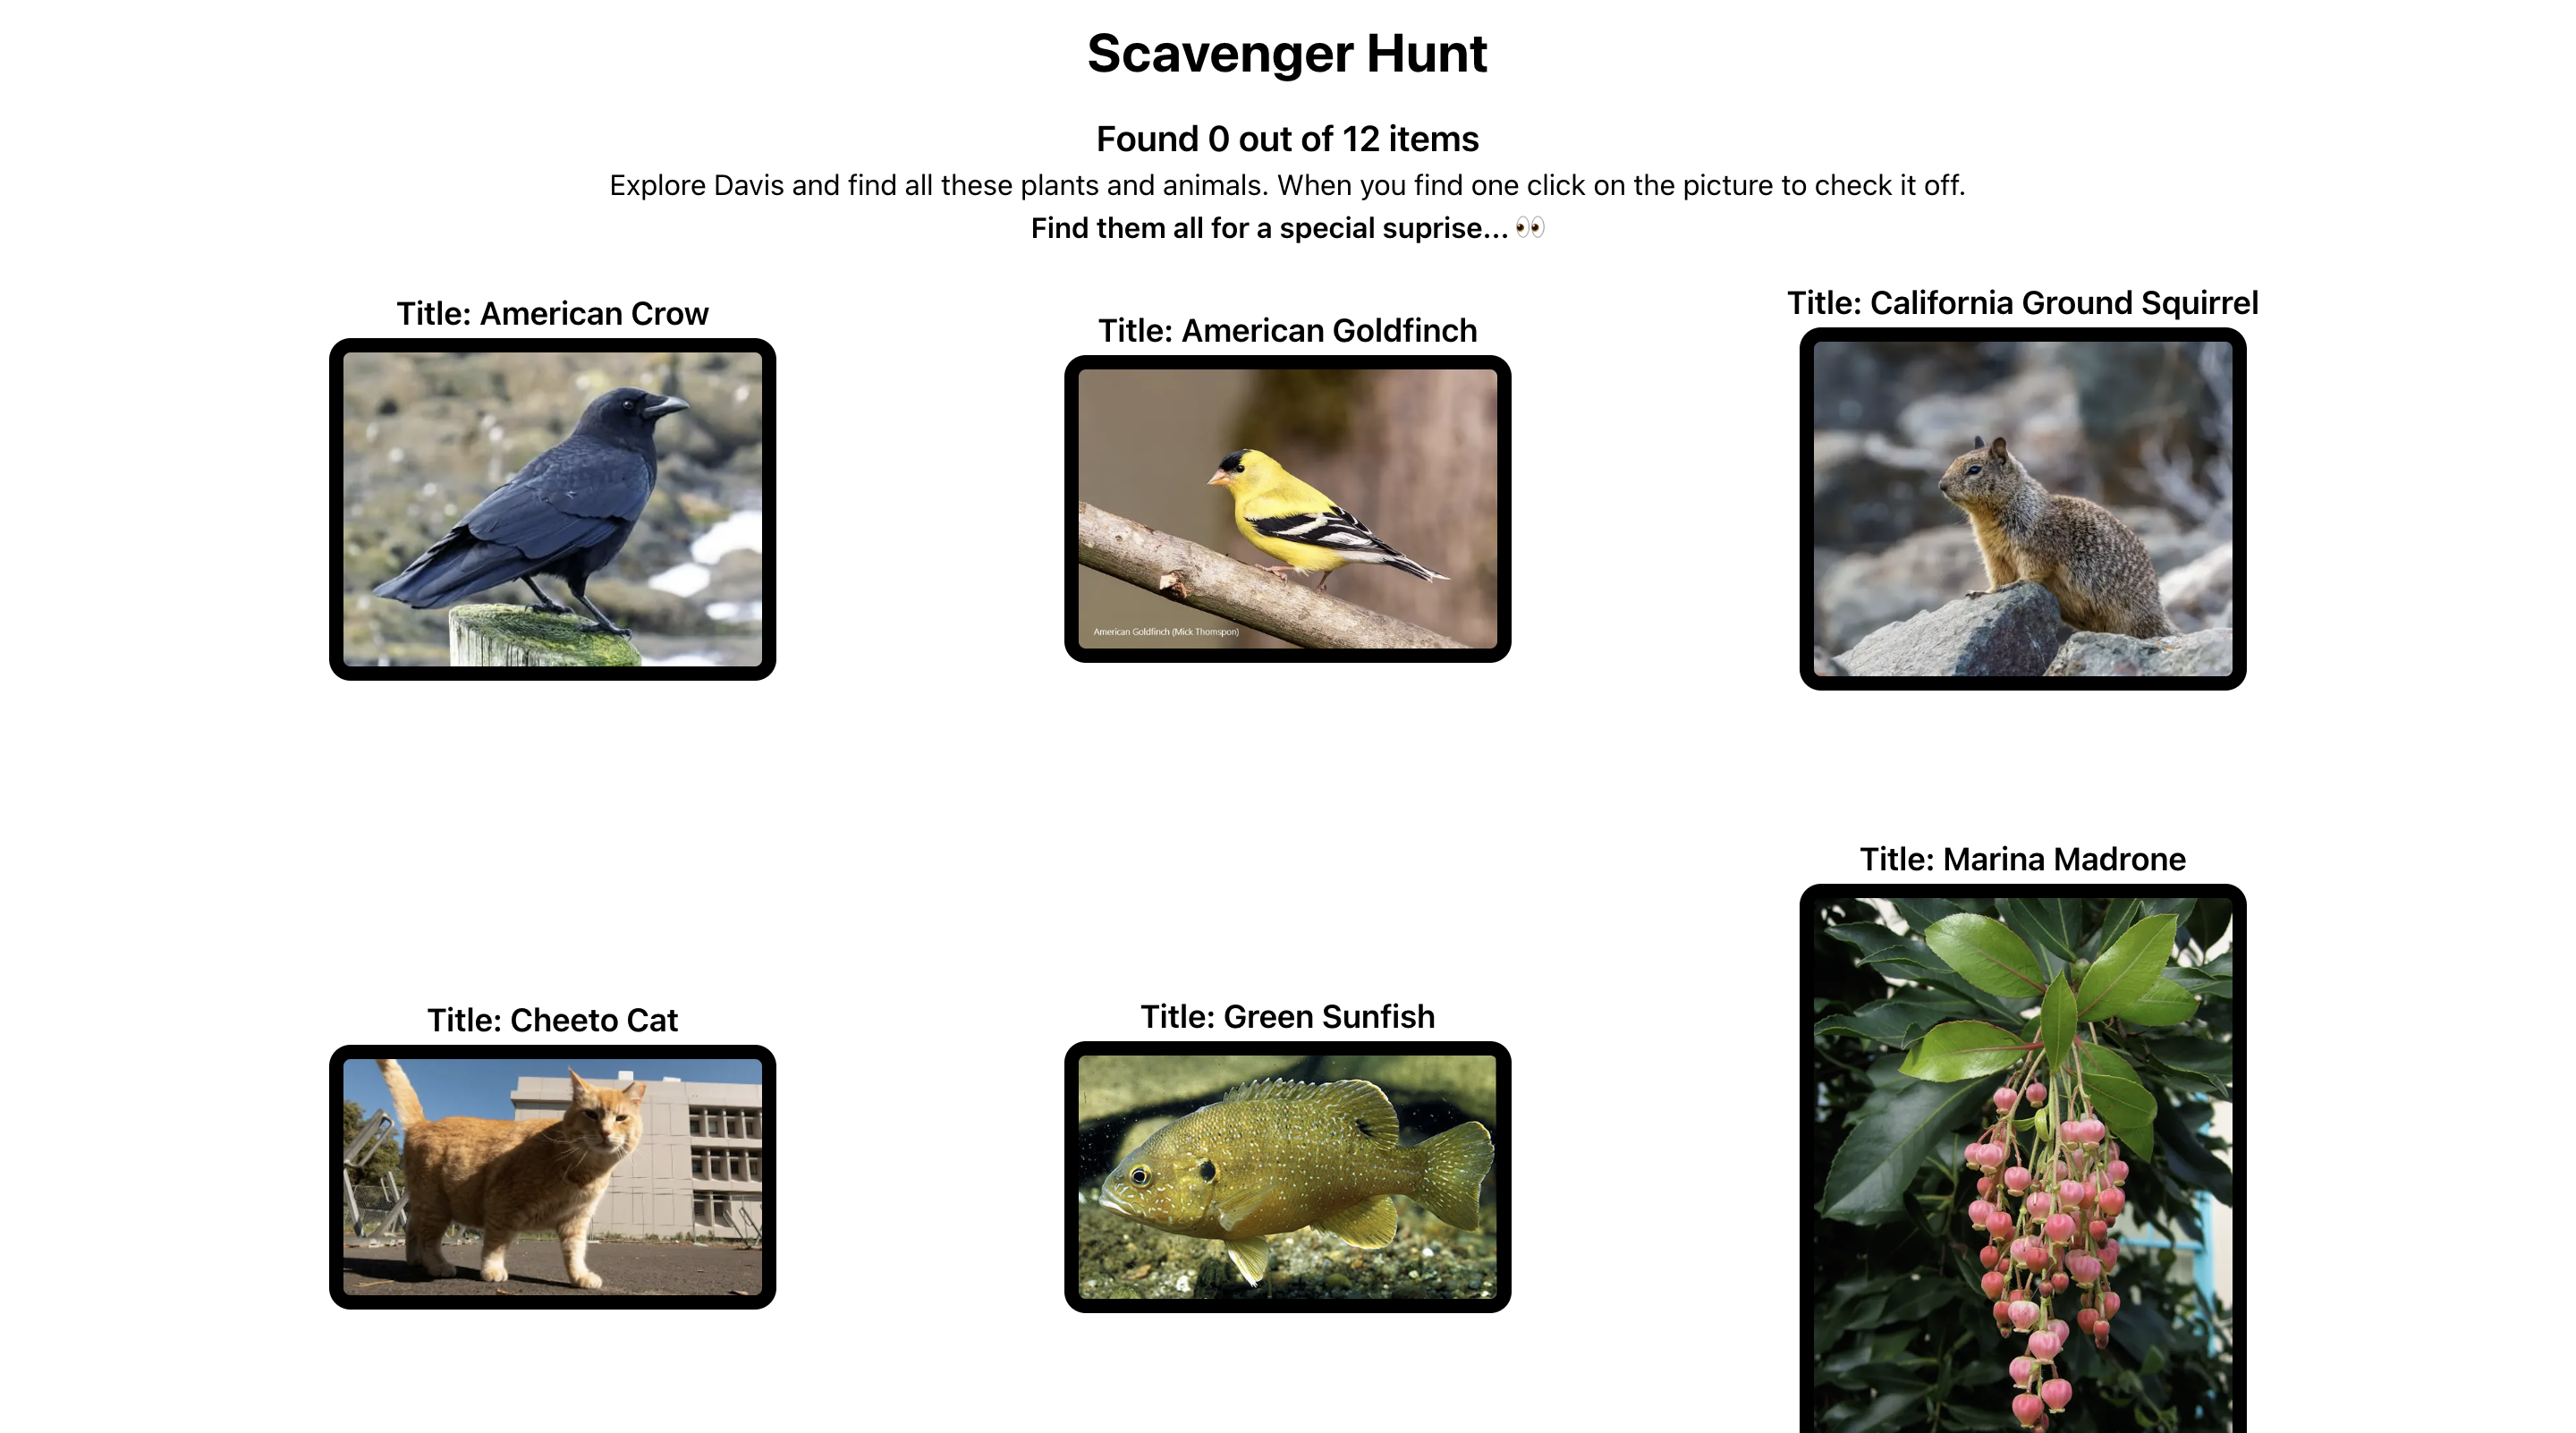 Scavenger Hunt
Found 0 out of 12 items
Explore Davis and find all these plants and animals. When you find one click on the picture to check it off.
Find them all for a special suprise... 👀
Title: American Crow
Title: American Goldfinch
American Goldfinch (Mick Thomspon)
Title: California Ground Squirrel
Title: Cheeto Cat
Title: Green Sunfish
Title: Marina Madrone